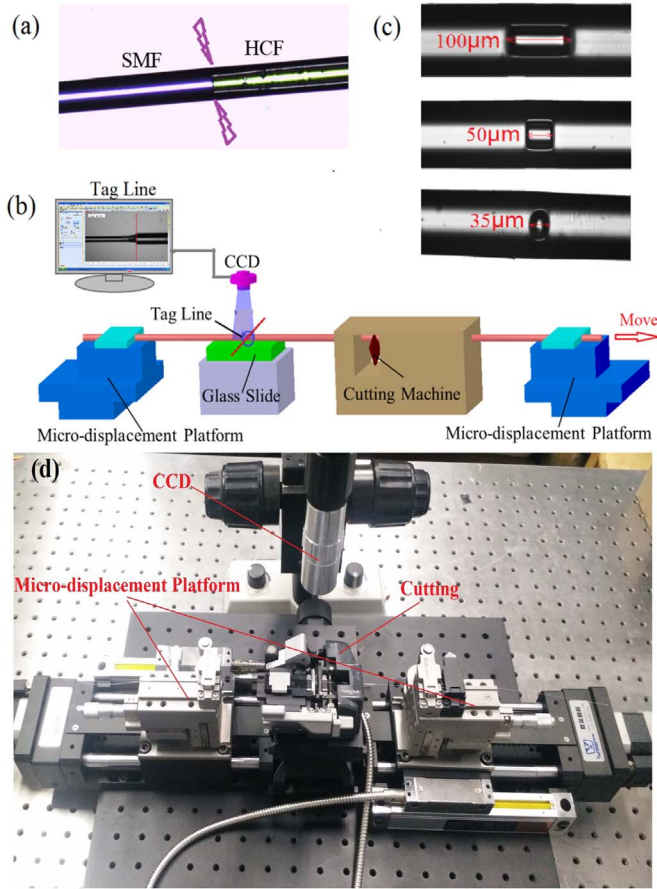 (a)
SMF
HCF
(c)
100μm
50μm
35μm
(b)
Tag Line
CCD
Tag Line
Move
Glass Slide
Cutting Machine
Micro-displacement Platform
Micro-displacement Platform
(d)
CCD
Micro-displacement Platform
Cutting